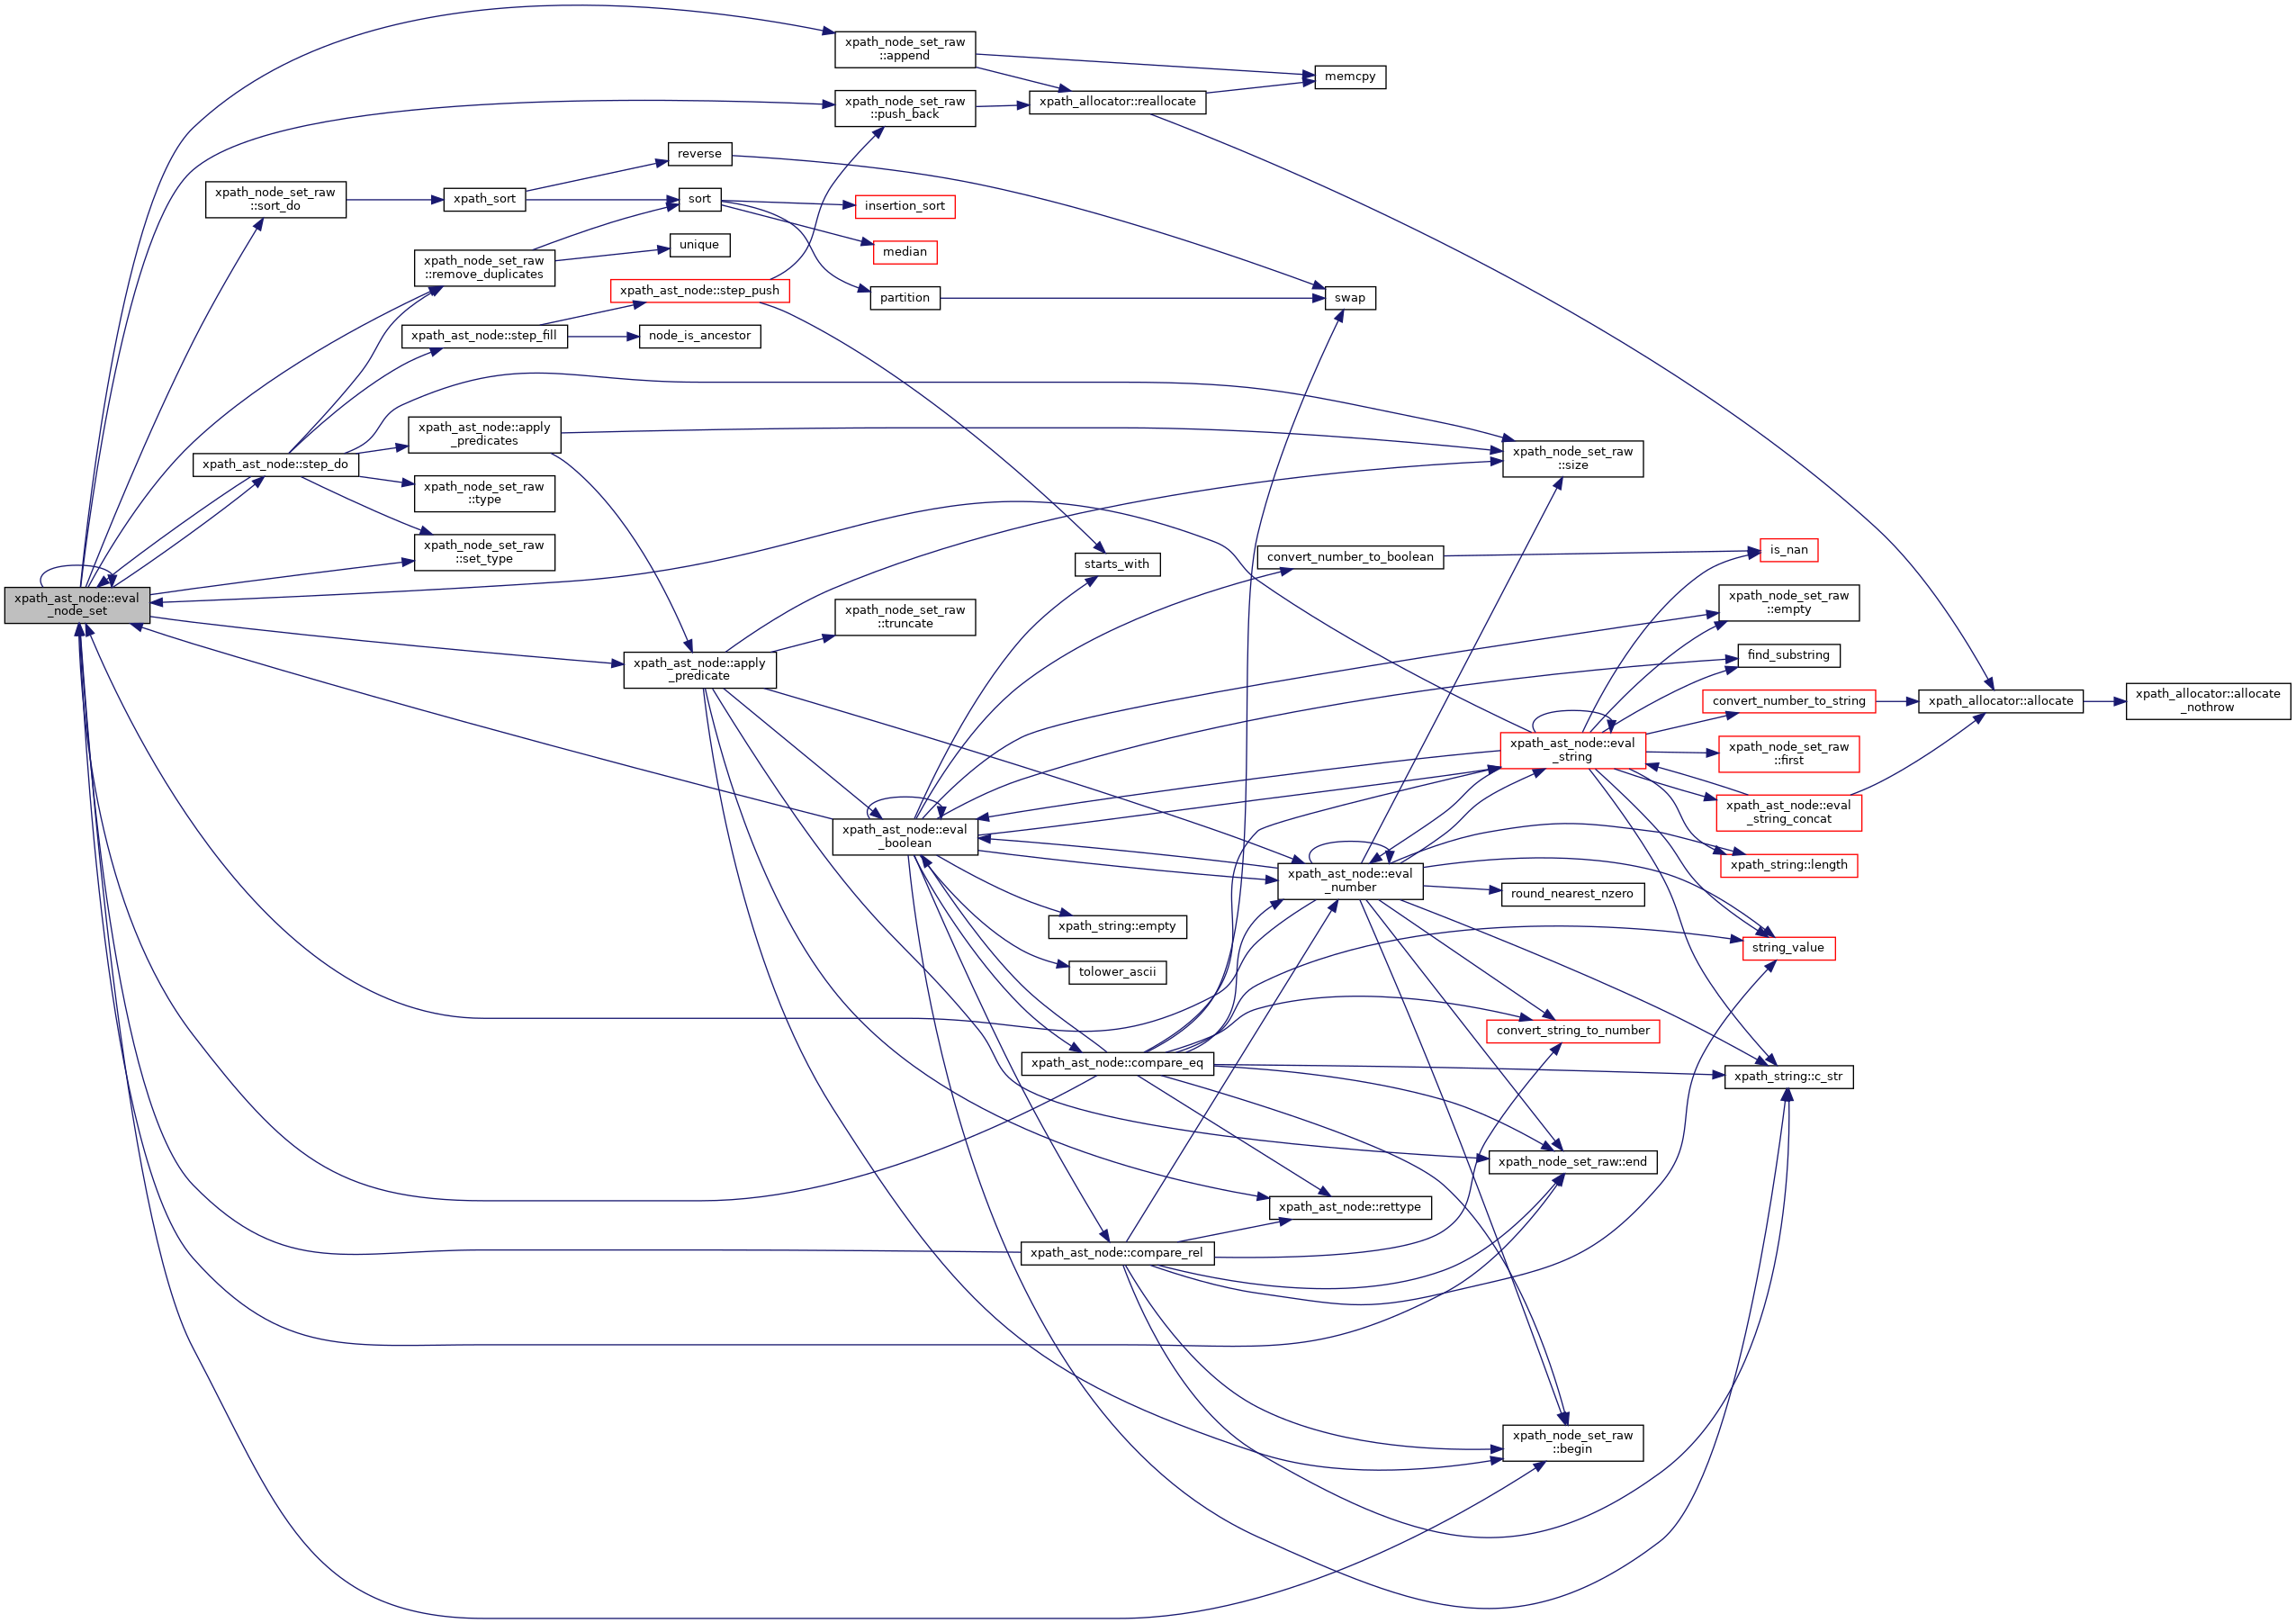 xpath_node_set_raw
::append
memcpy
xpath_allocator::reallocate
xpath_node_set_raw
::push_back
reverse
xpath_node_set_raw
::sort_do
xpath_sort
sort
insertion_sort
unique
median
xpath_node_set_raw
::remove_duplicates
xpath_ast_node::step_push
partition
swap
xpath_ast_node::step_fill
node_is_ancestor
xpath_ast_node::apply
_predicates
xpath_ast_node::step_do
xpath_node_set_raw
::size
xpath_node_set_raw
::type
xpath_node_set_raw
::set_type
convert_number_to_boolean
is_nan
starts_with
xpath_ast_node::eval
_node_set
xpath_node_set_raw
::truncate
xpath_node_set_raw
::empty
find_substring
xpath_ast_node::apply
_predicate
convert_number_to_string
xpath_allocator::allocate
xpath_allocator::allocate
_nothrow
xpath_ast_node::eval
_string
xpath_node_set_raw
::first
xpath_ast_node::eval
_string_concat
xpath_ast_node::eval
_boolean
xpath_string::length
xpath_ast_node::eval
_number
round_nearest_nzero
xpath_string::empty
string_value
tolower_ascii
convert_string_to_number
xpath_ast_node::compare_eq
xpath_string::c_str
xpath_node_set_raw::end
xpath_ast_node::rettype
xpath_ast_node::compare_rel
xpath_node_set_raw
::begin